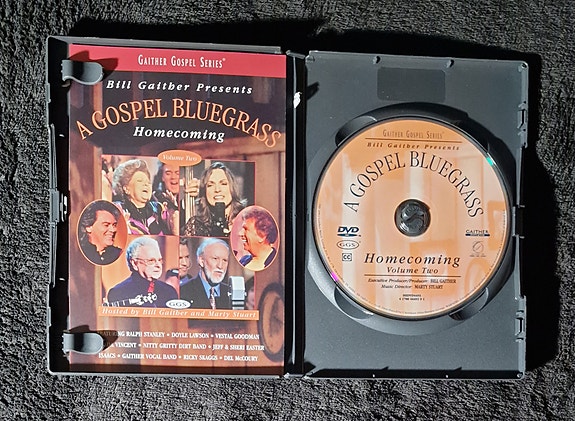 GAITHER GOSPEL SERIES
Bill Gaither Presents
A GOSPEL BLUEGRASS
Homecoming
Volume Two
GGS
Hosted by Bill Gaither and Marty Stuart
RALPH STANLEY • DOYLE LAWSON • VESTAL GOODMAN
VINCENT • NITTY GRITTY DIRT BAND • JEFF & SHERI EASTER
ISAACS • GAITHER VOCAL BAND • RICKY SKAGGS • DEL McCOURY
GAITHER GOSPEL SERIES
Bill Gaither Presents
A GOSPEL BLUEGRASS
DVD
GGS
CC
GAITHER
Homecoming
Volume Two
Executive Producer/Producer: BILL GAITHER
Music Director: MARTY STUART